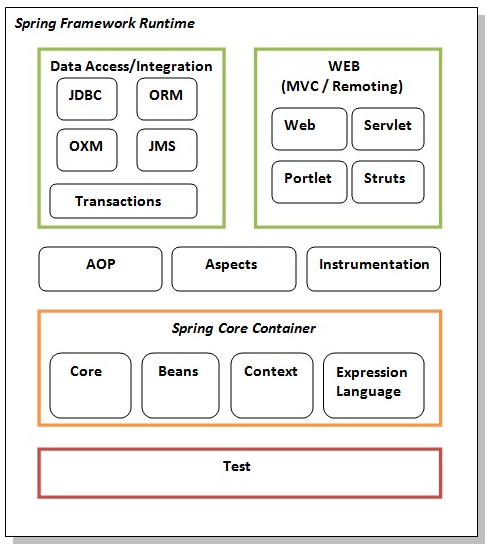 Spring Framework Runtime
Data Access/Integration
JDBC
ORM
OXM
JMS
Transactions
WEB
(MVC / Remoting)
Web
Servlet
Portlet
Struts
AOP
Aspects
Instrumentation
Spring Core Container
Core
Beans
Context
Expression
Language
Test